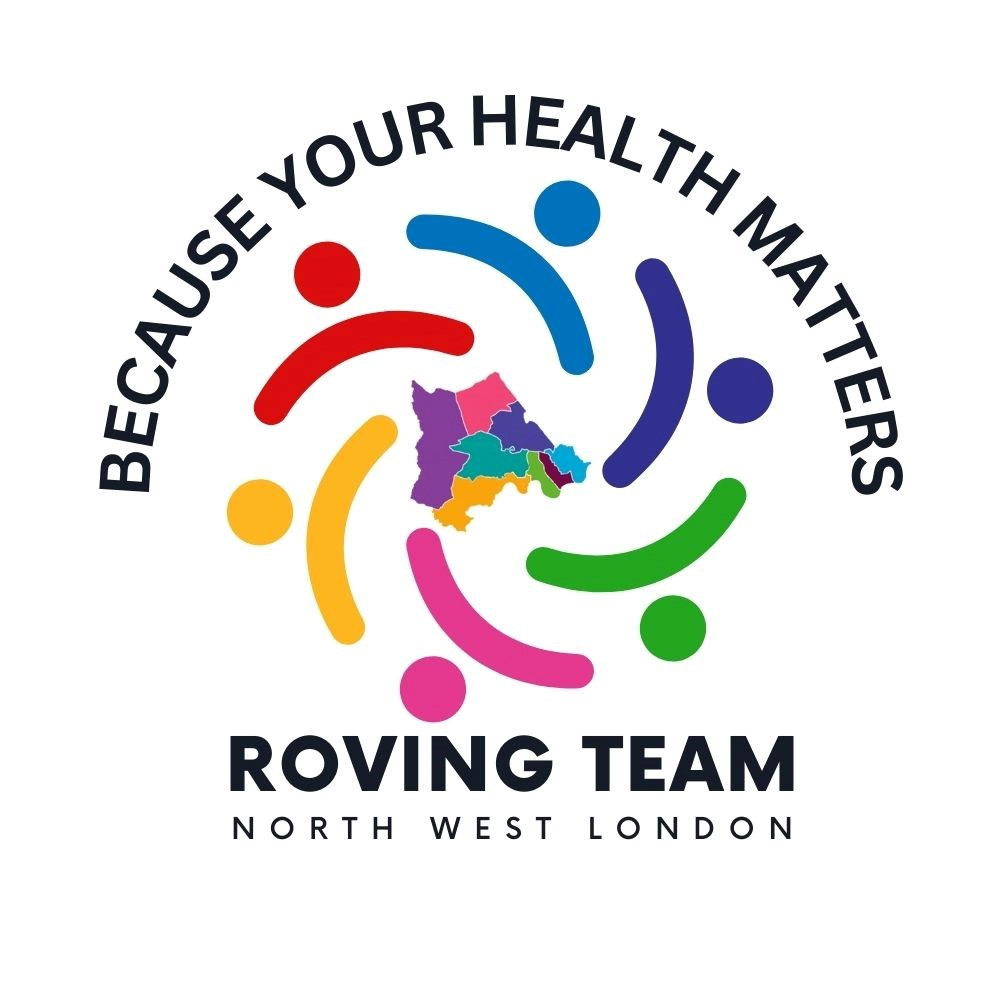 BECAUSE YOUR HEALTH MATTERS
ROVING TEAM
NORTH WEST LONDON